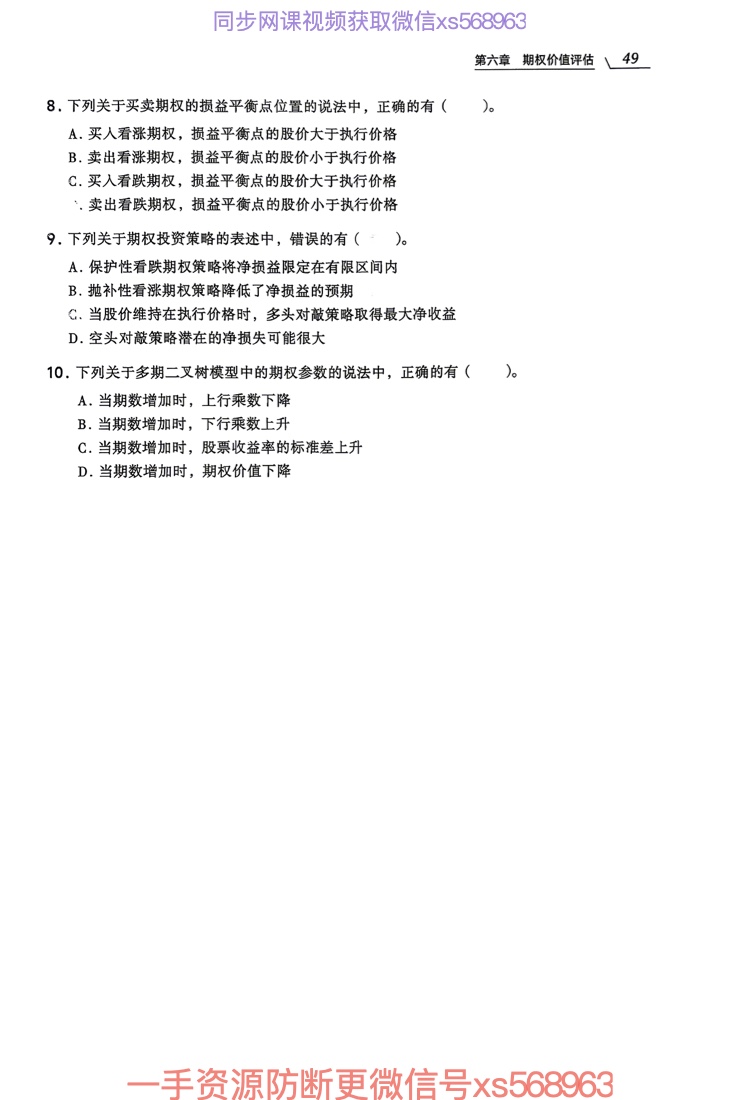 同步网课视频获取微信xs568963
第六章 期权价值评估 49
8. 下列关于买卖期权的损益平衡点位置的说法中，正确的有（ ）。
A. 买入看涨期权，损益平衡点的股价大于执行价格
B. 卖出看涨期权，损益平衡点的股价小于执行价格
C. 买入看跌期权，损益平衡点的股价大于执行价格
. 卖出看跌期权，损益平衡点的股价小于执行价格
9. 下列关于期权投资策略的表述中，错误的有（ ）。
A. 保护性看跌期权策略将净损益限定在有限区间内
B. 抛补性看涨期权策略降低了净损益的预期
C. 当股价维持在执行价格时，多头对敲策略取得最大净收益
D. 空头对敲策略潜在的净损失可能很大
10. 下列关于多期二叉树模型中的期权参数的说法中，正确的有（ ）。
A. 当期数增加时，上行乘数下降
B. 当期数增加时，下行乘数上升
C. 当期数增加时，股票收益率的标准差上升
D. 当期数增加时，期权价值下降
一手资源防断更微信号xs568963